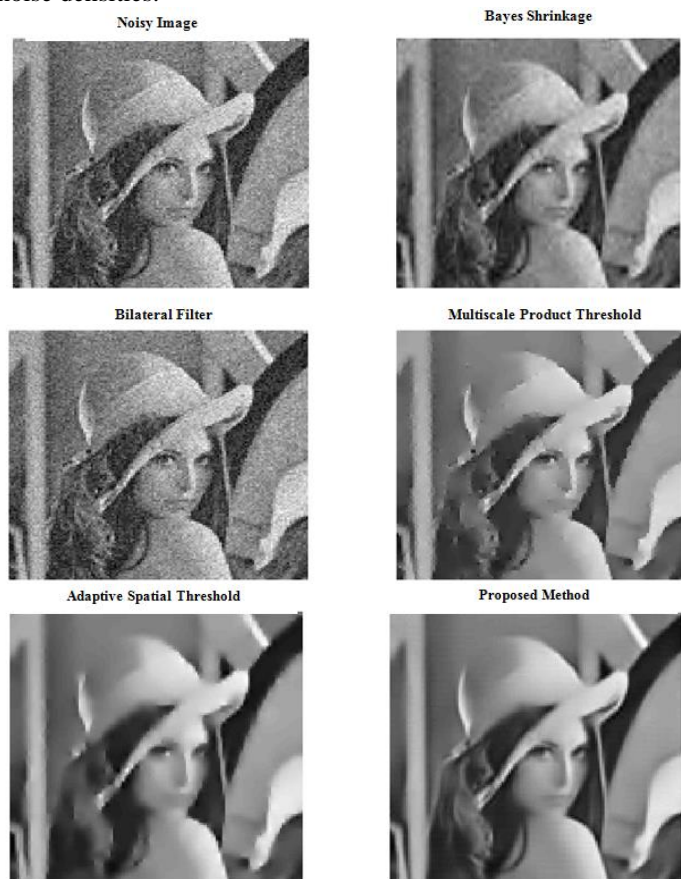 noise densities.
Noisy Image
Bayes Shrinkage
Bilateral Filter
Multiscale Product Threshold
Adaptive Spatial Threshold
Proposed Method